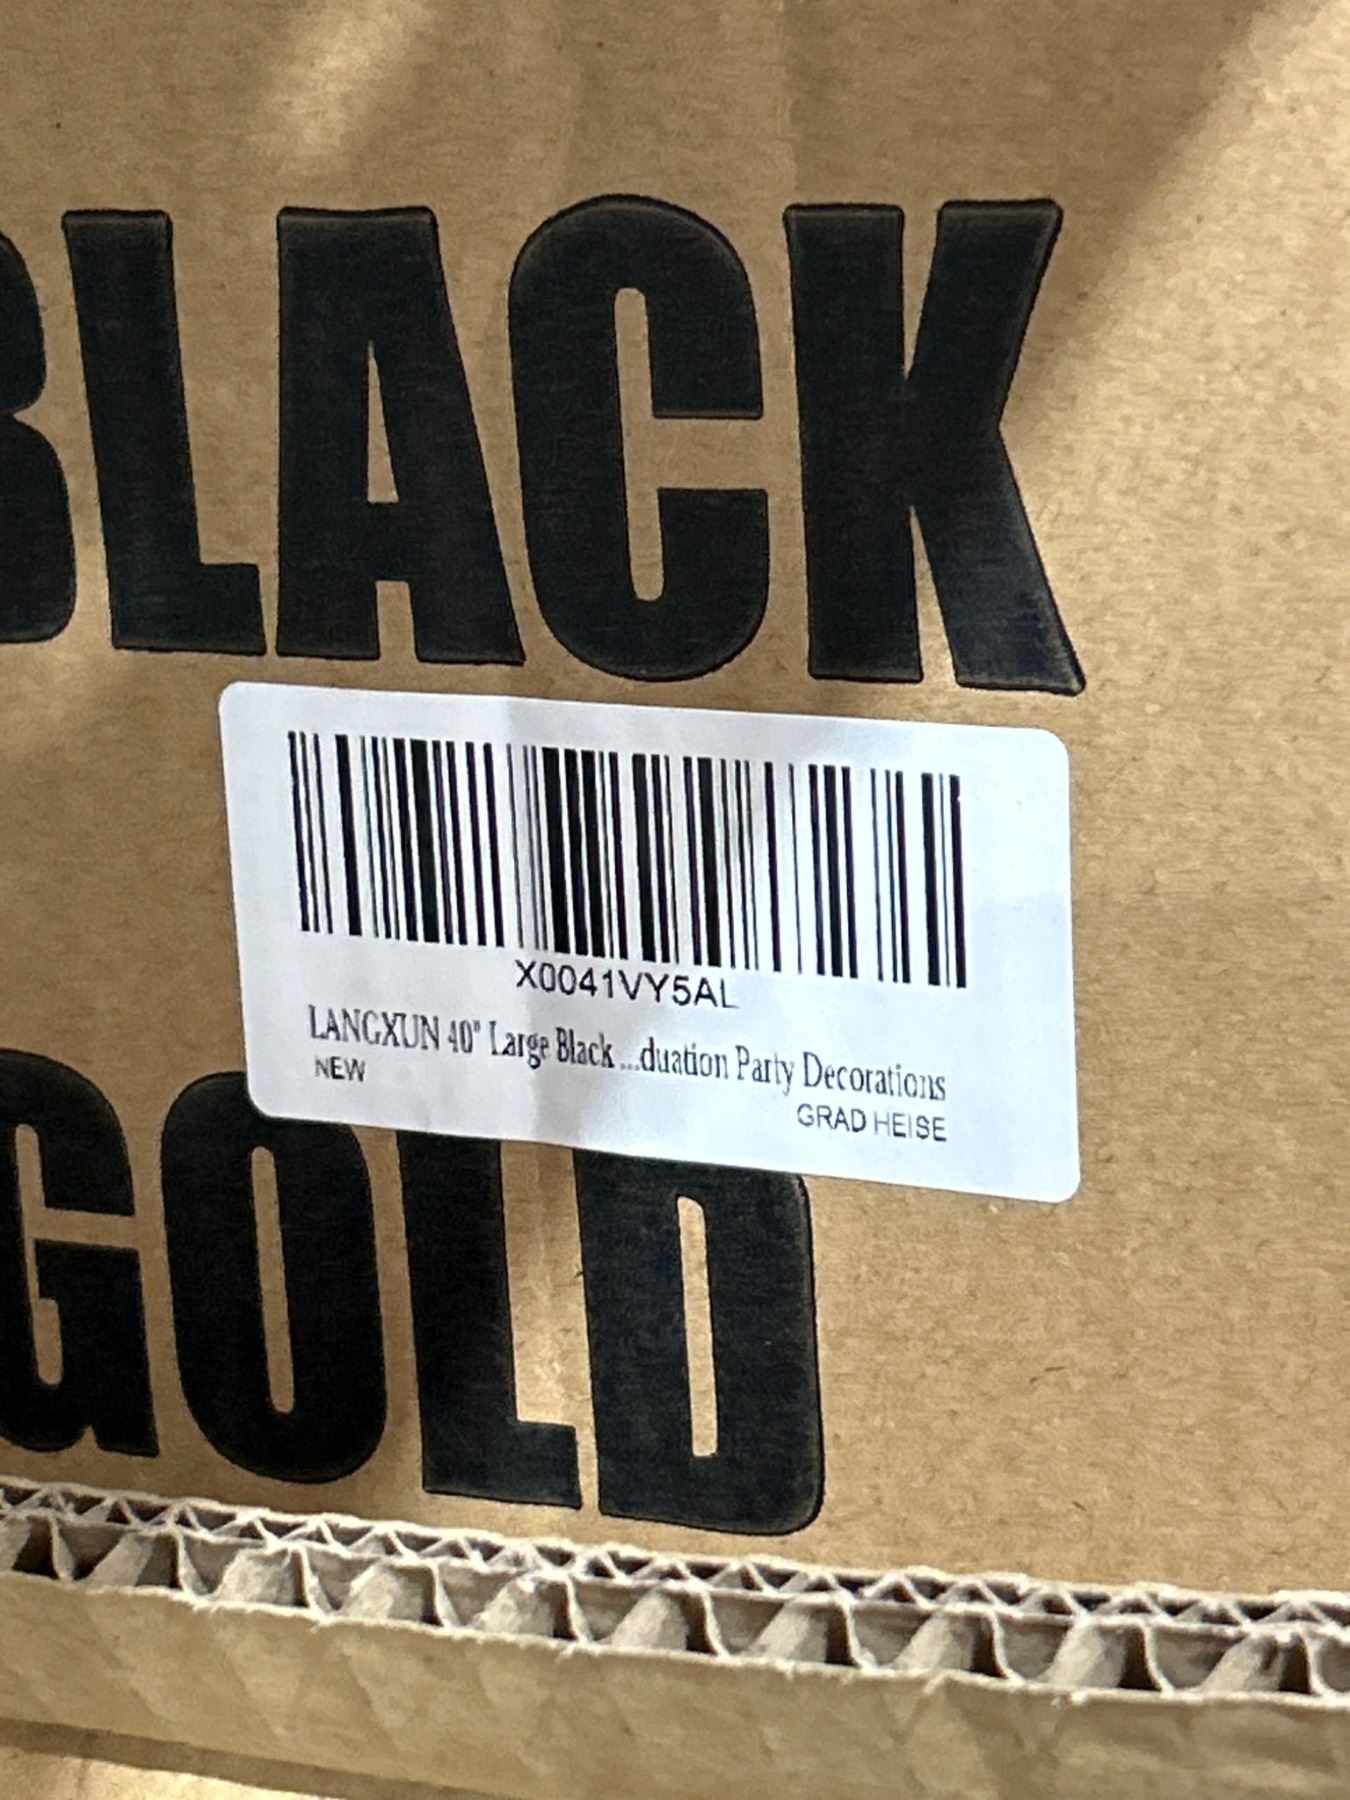 BLACK
X0041VY5AL
LANGXUN 40" Large Black ...duation Party Decorations
NEW
GRAD HEISE
GOLD